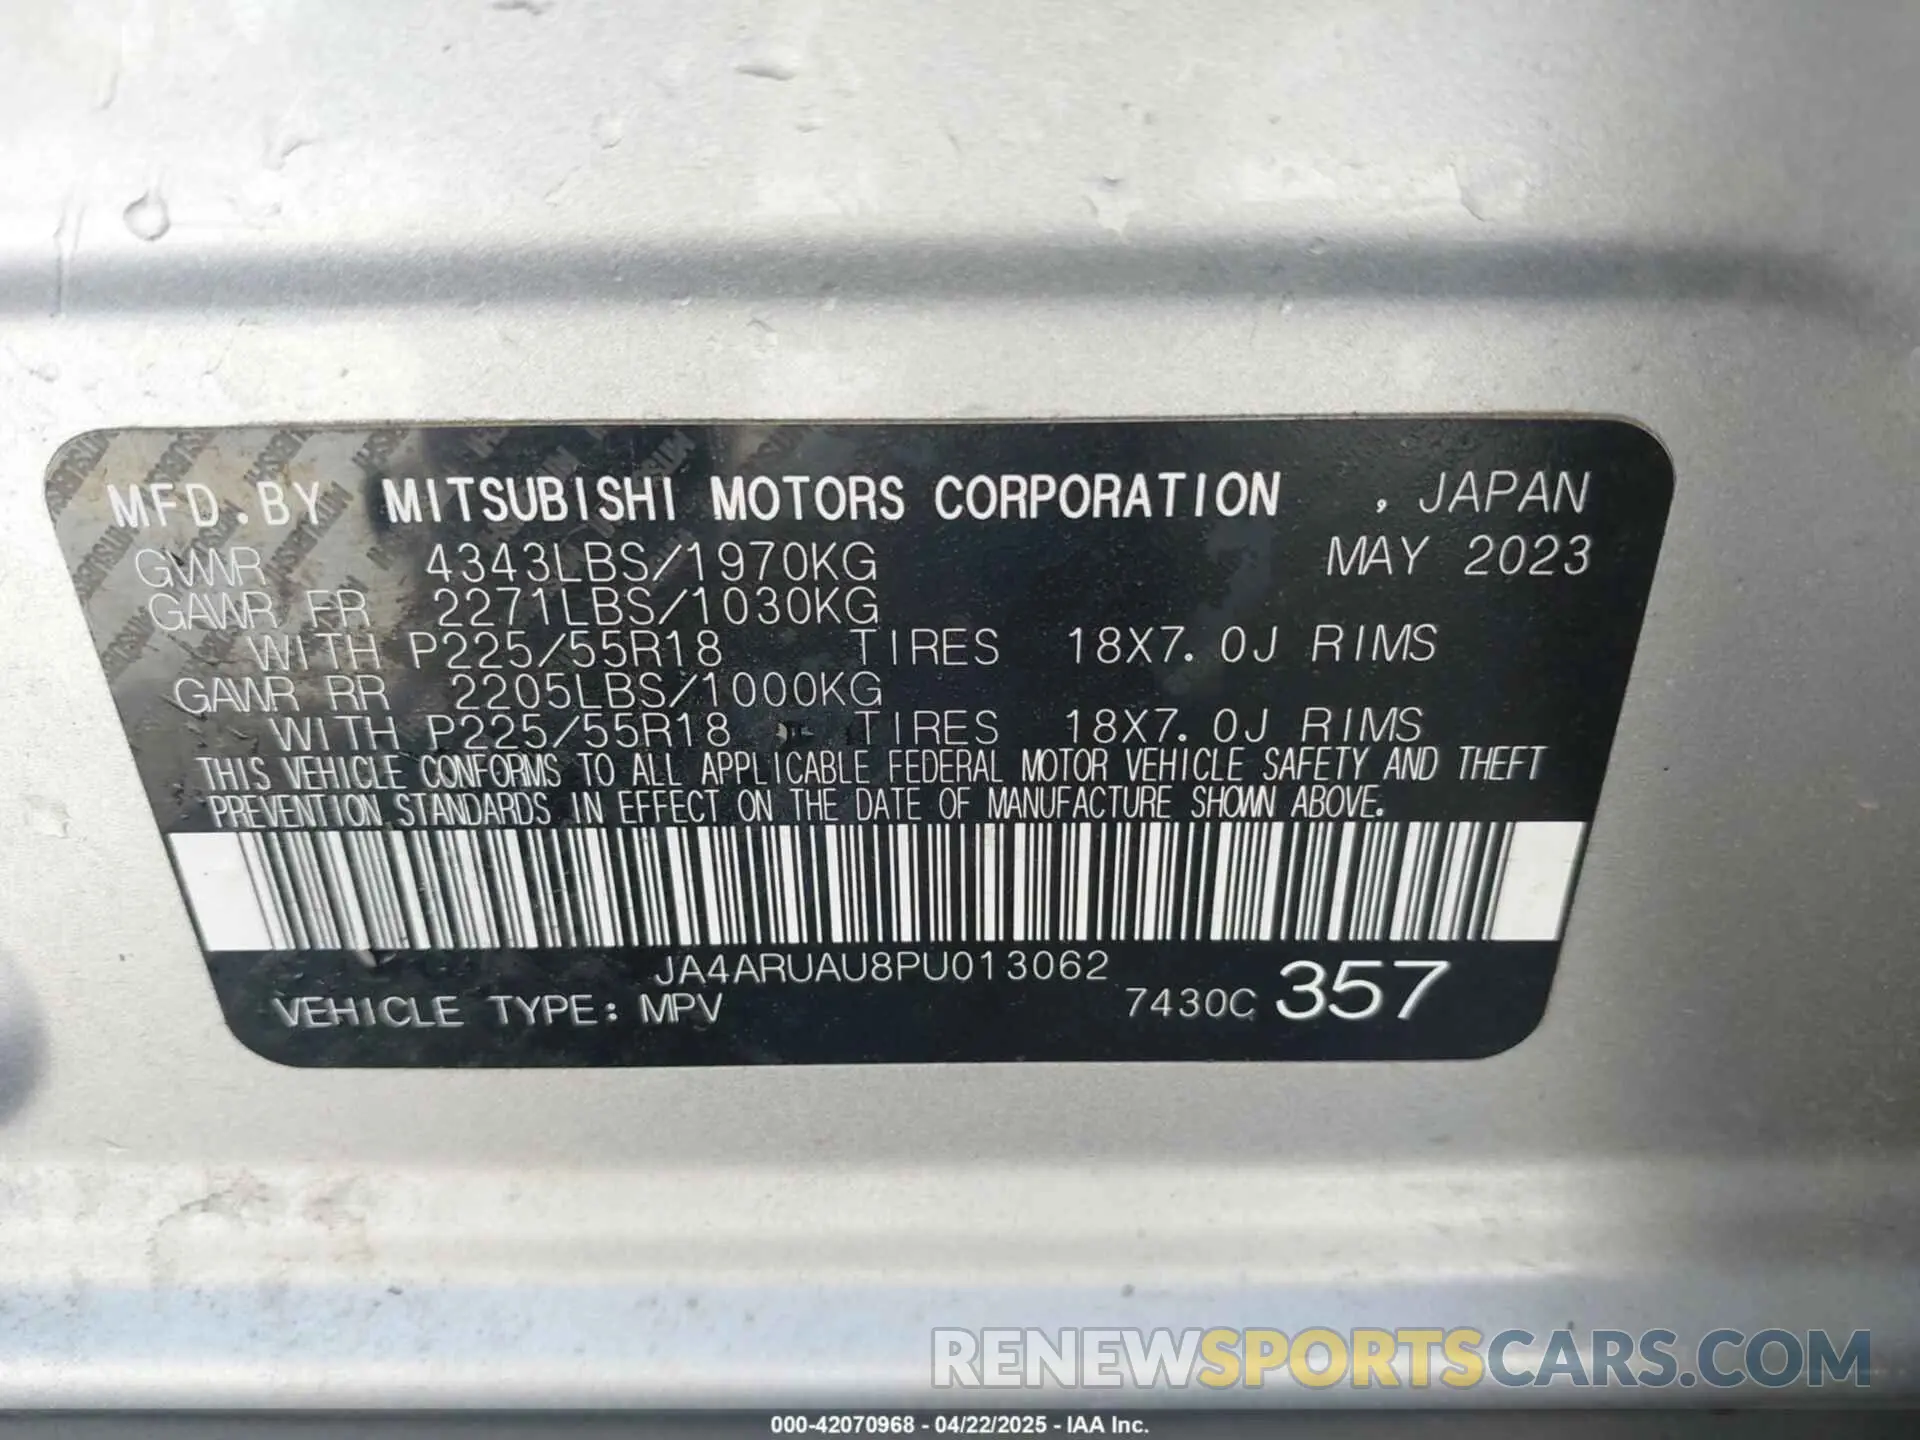 MFD.BY MITSUBISHI MOTORS CORPORATION , JAPAN
GVWR 4343LBS/1970KG MAY 2023
GAWR FR 2271LBS/1030KG
WITH P225/55R18 TIRES 18X7.0J RIMS
GAWR RR 2205LBS/1000KG
WITH P225/55R18 TIRES 18X7.0J RIMS
THIS VEHICLE CONFORMS TO ALL APPLICABLE FEDERAL MOTOR VEHICLE SAFETY AND THEFT
PREVENTION STANDARDS IN EFFECT ON THE DATE OF MANUFACTURE SHOWN ABOVE.
JA4ARUAU8PU013062
VEHICLE TYPE: MPV 7430C 357
RENEWSPORTSCARS.COM
000-42070968 - 04/22/2025 - IAA Inc.